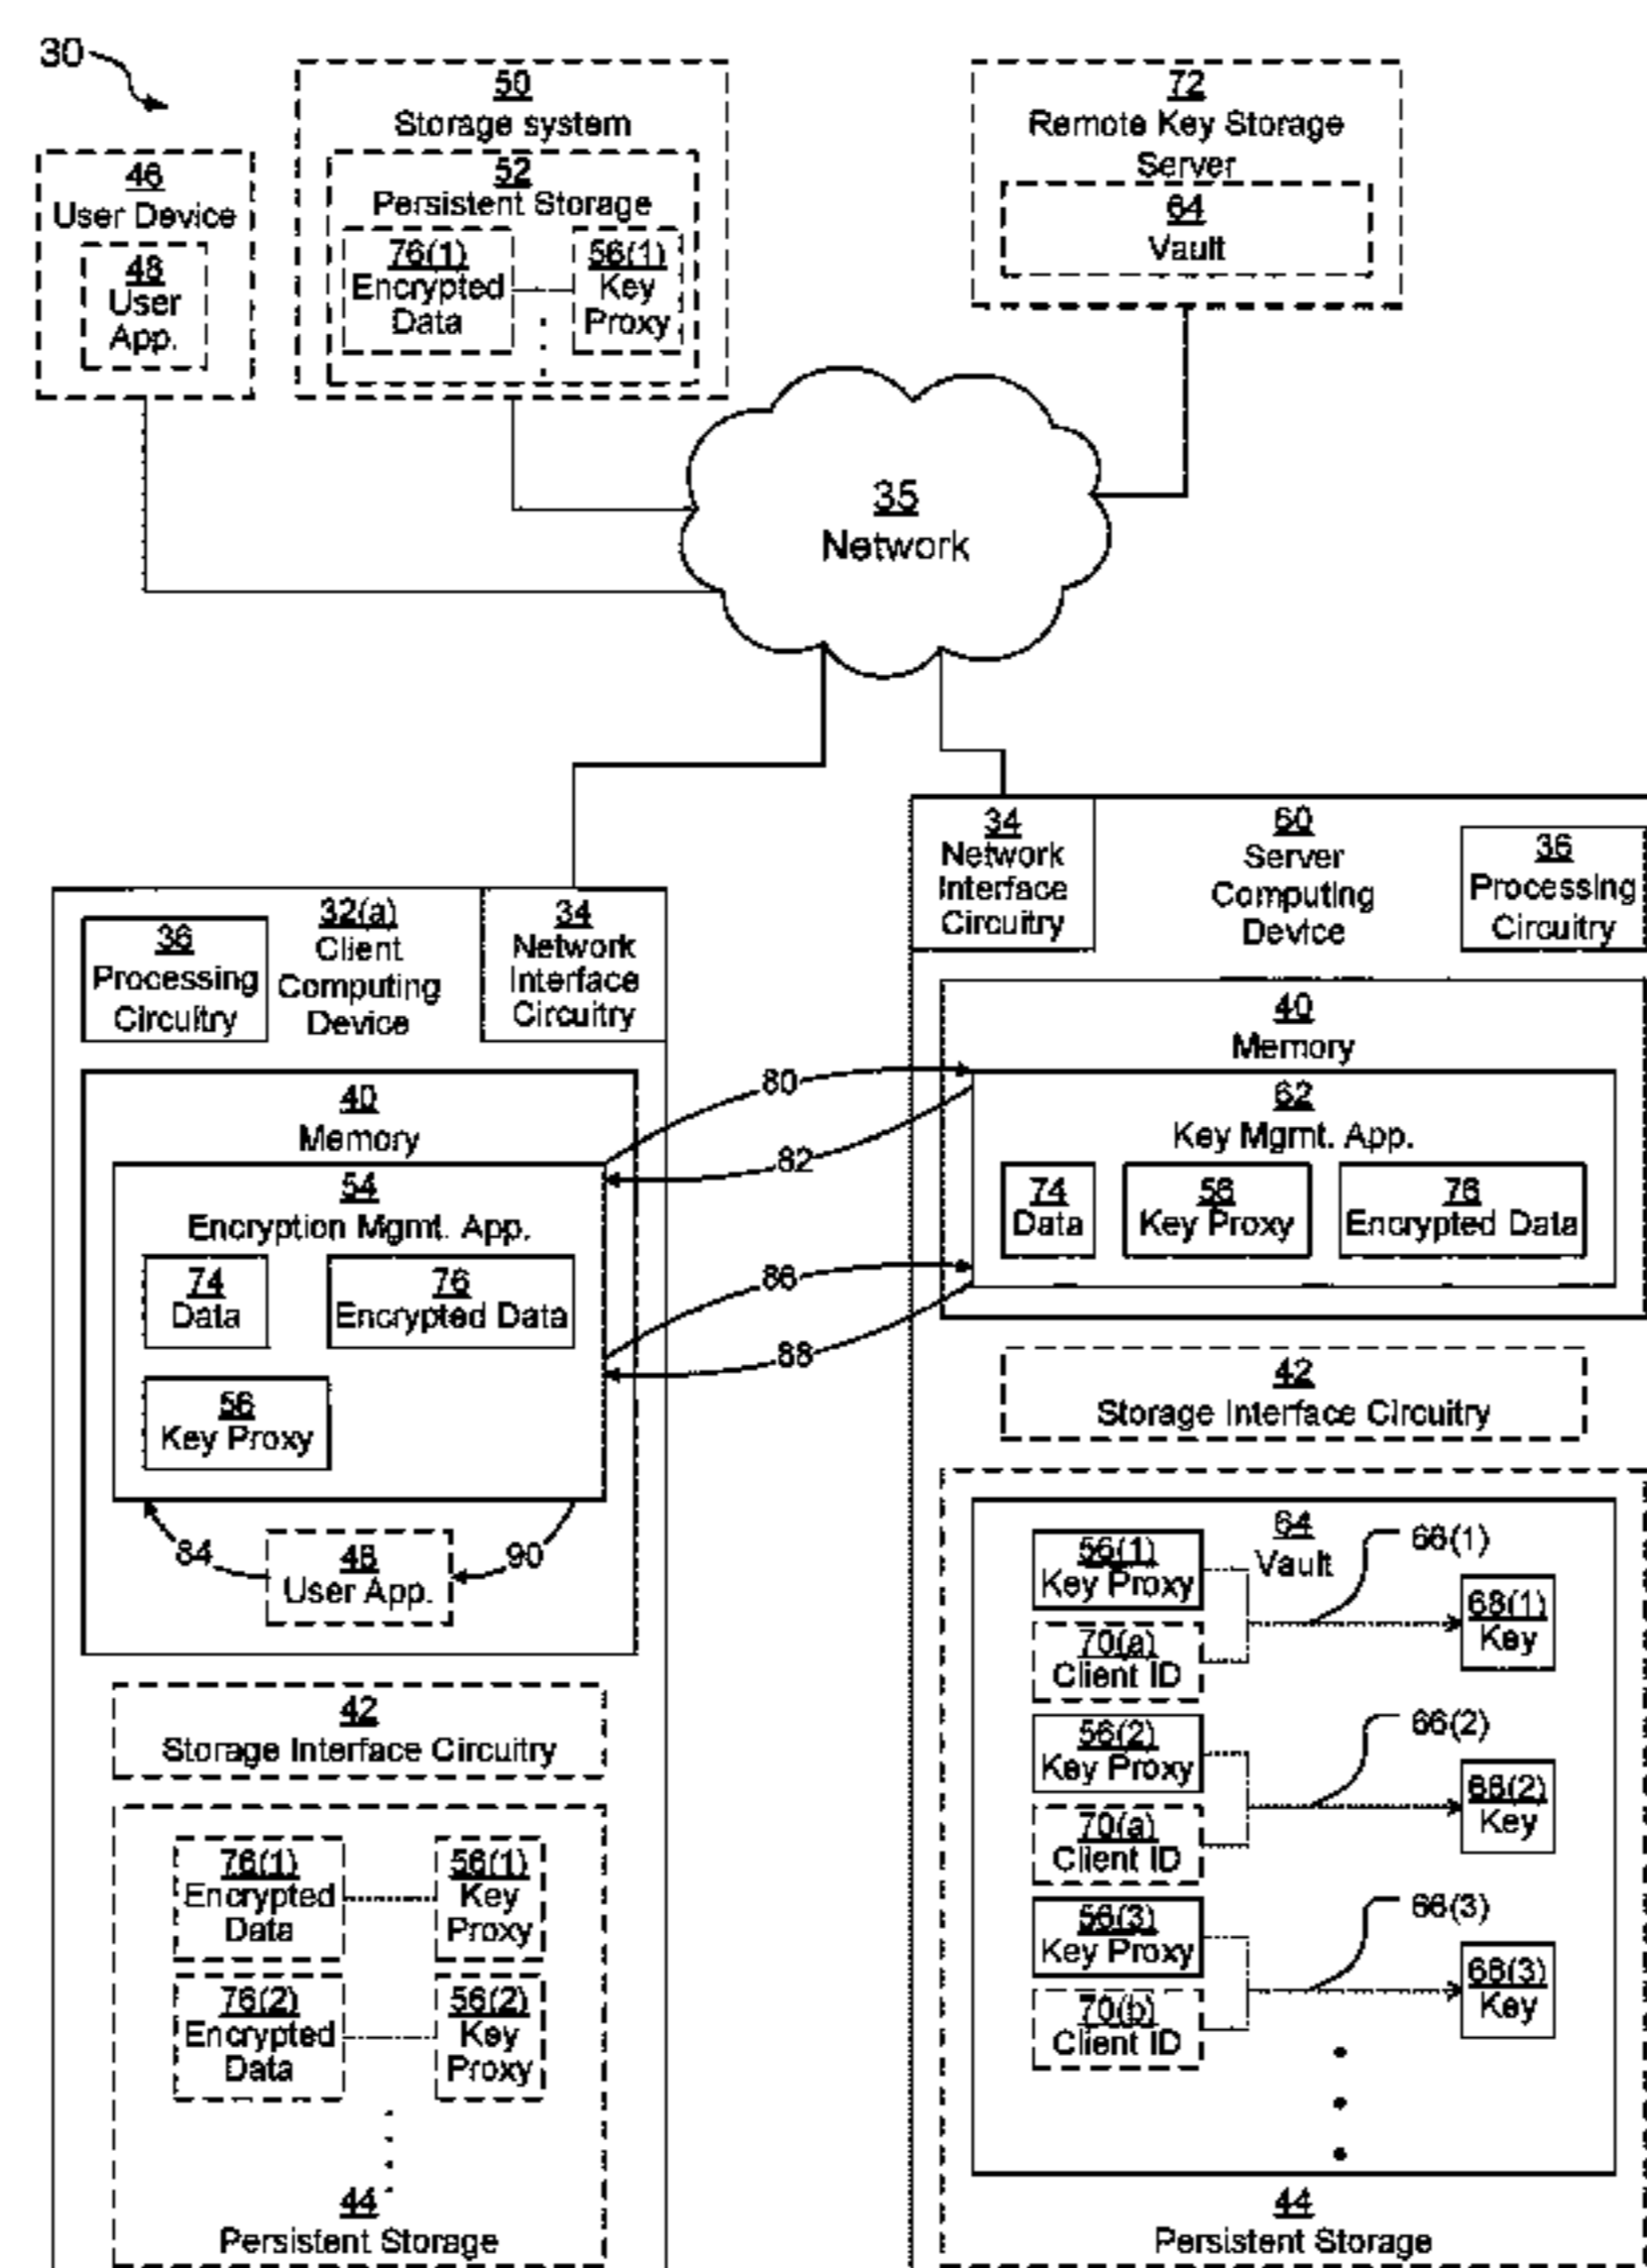 30
50
Storage system
52
Persistent Storage
76(1)
Encrypted
Data
56(1)
Key
Proxy
46
User Device
48
User
App.
72
Remote Key Storage
Server
64
Vault
35
Network
32(a)
Client
Computing
Device
36
Processing
Circuitry
34
Network
Interface
Circuitry
40
Memory
54
Encryption Mgmt. App.
74
Data
76
Encrypted Data
56
Key Proxy
84
48
User App.
90
42
Storage Interface Circuitry
76(1)
Encrypted
Data
56(1)
Key
Proxy
76(2)
Encrypted
Data
56(2)
Key
Proxy
44
Persistent Storage
80
82
86
88
34
Network
Interface
Circuitry
60
Server
Computing
Device
36
Processing
Circuitry
40
Memory
62
Key Mgmt. App.
74
Data
56
Key Proxy
76
Encrypted Data
42
Storage Interface Circuitry
64
Vault
56(1)
Key Proxy
70(a)
Client ID
66(1)
68(1)
Key
56(2)
Key Proxy
70(a)
Client ID
66(2)
68(2)
Key
56(3)
Key Proxy
70(b)
Client ID
66(3)
68(3)
Key
44
Persistent Storage